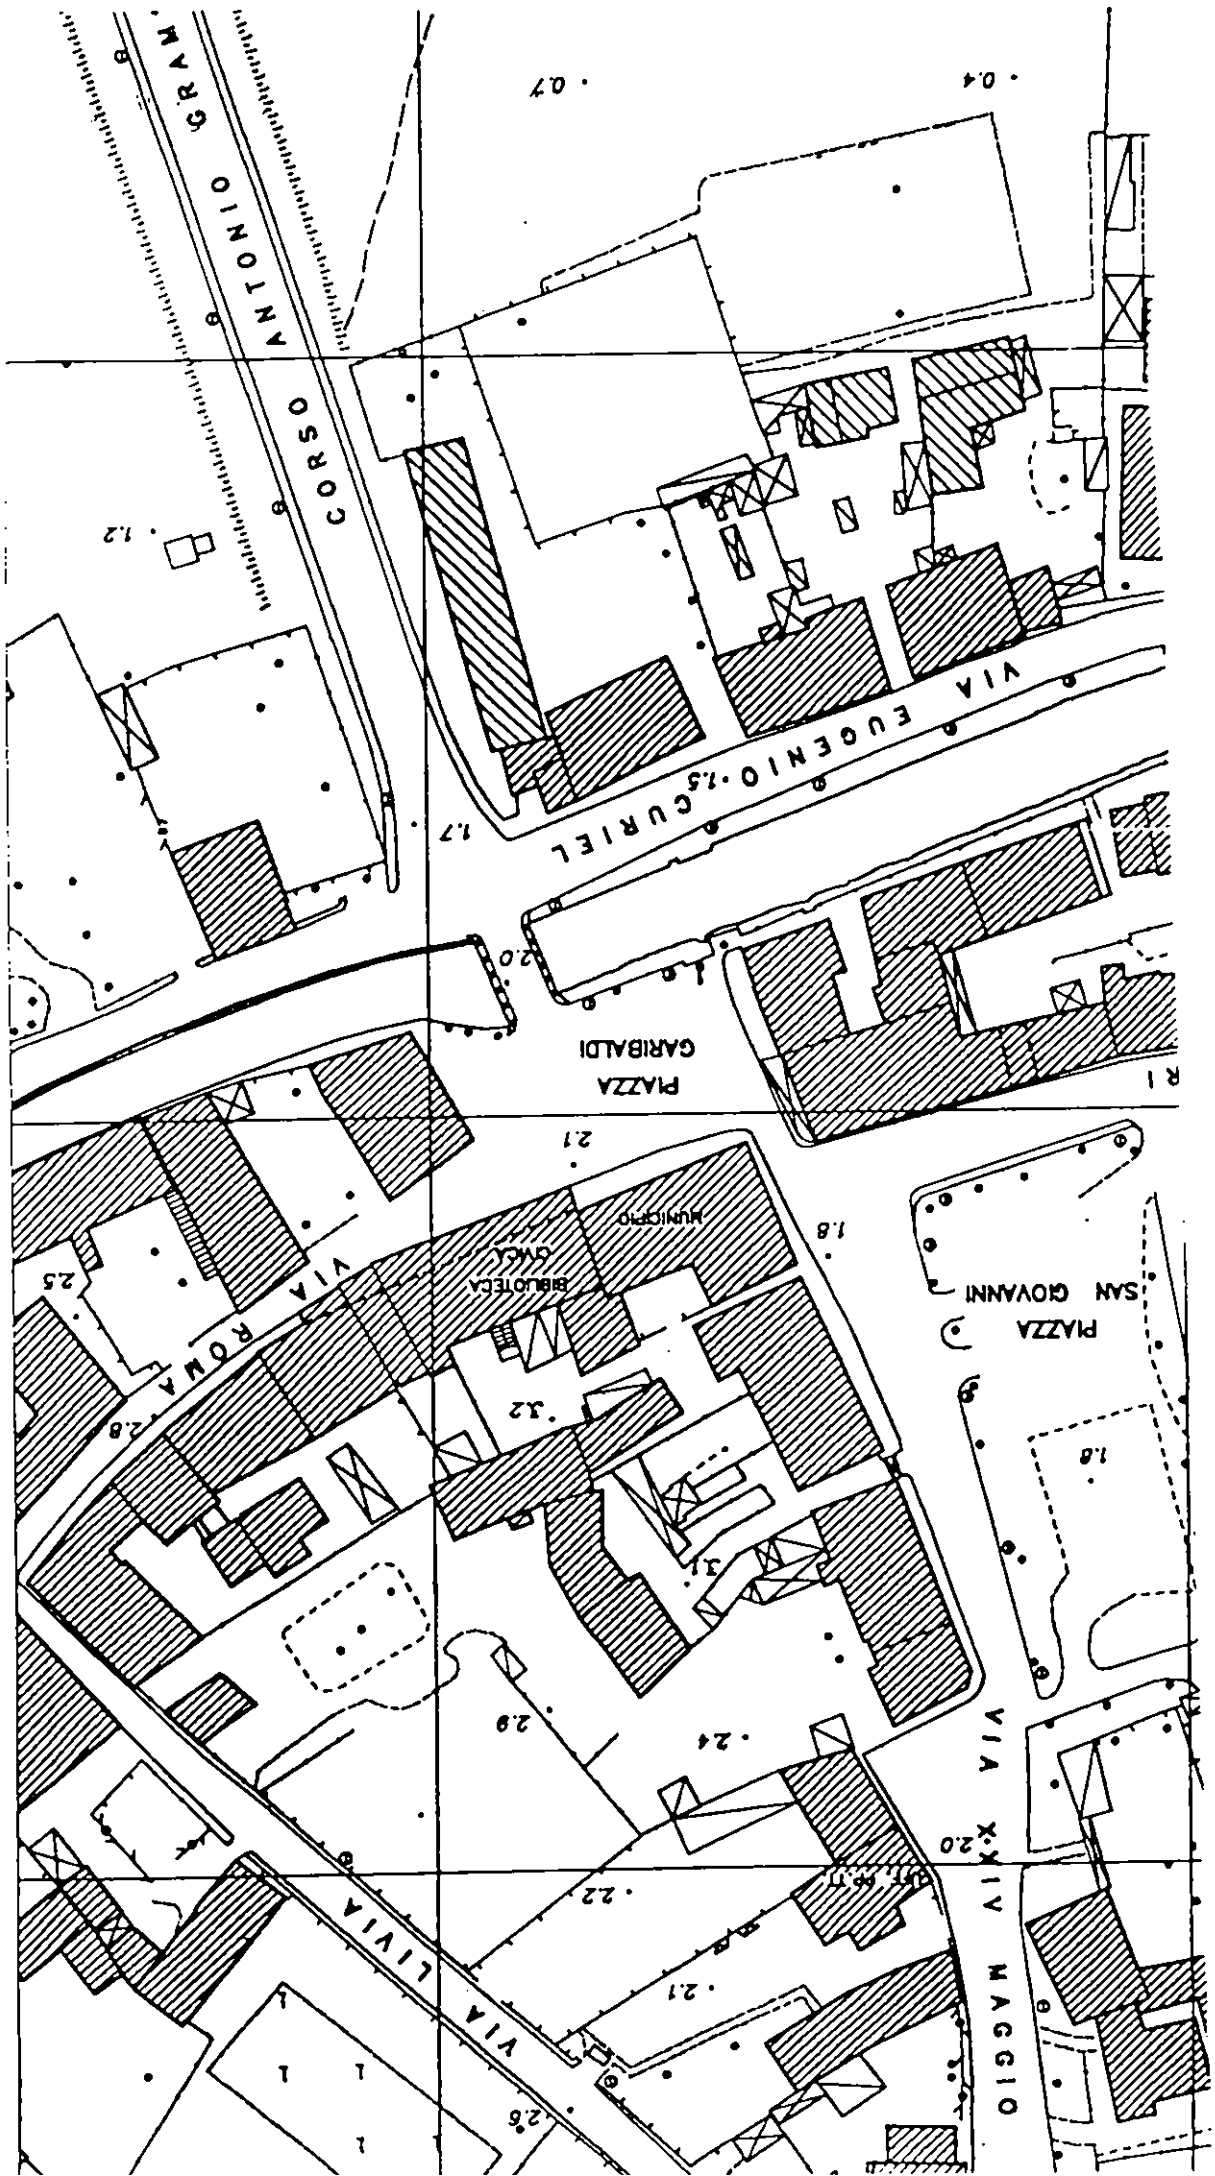 CORSO ANTONIO GRAM
0.7
0.4
1.2
VIA EUGENIO CURIEL
1.5
1.7
2.0
PIAZZA
GARIBALDI
R I
2.1
MUNICIPIO
BIBLIOTECA
CIVICA
1.8
PIAZZA
SAN GIOVANNI
2.5
VIA ROMA
2.8
3.2
1.8
3.1
2.9
2.4
VIA XXIV MAGGIO
2.0
2.2
VIA LIVIA
2.1
2.6